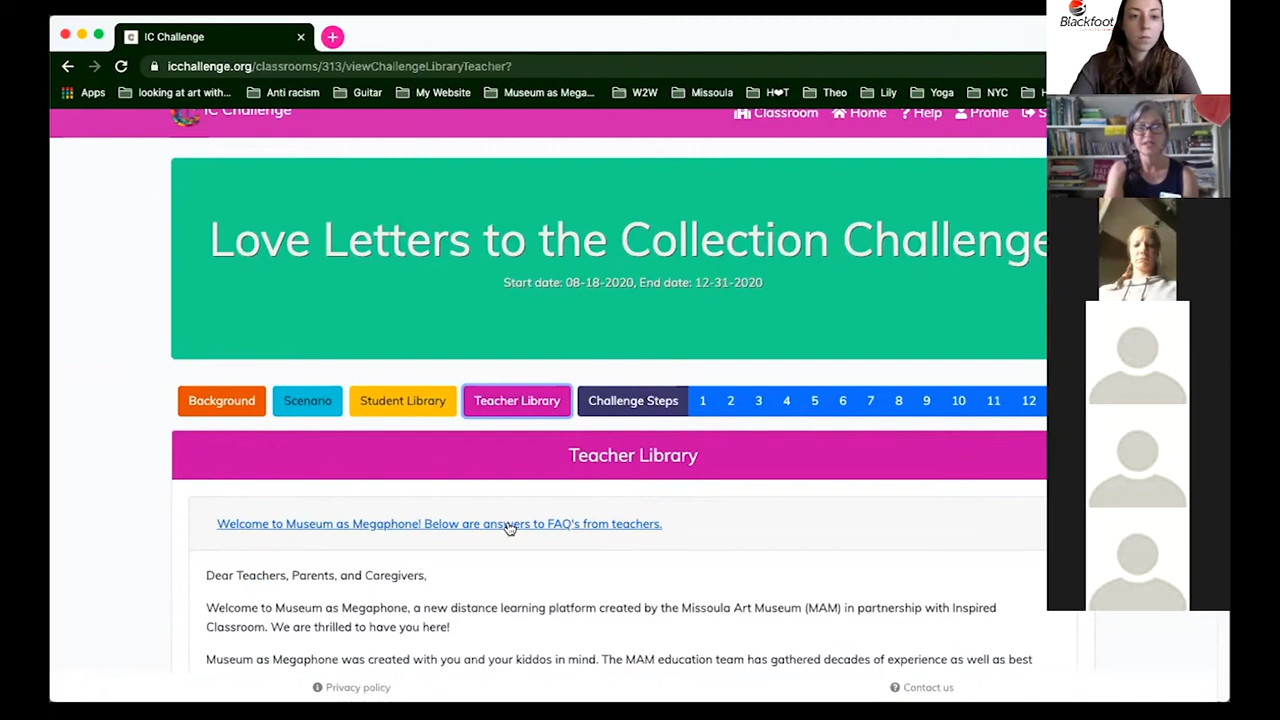 Blackfoot
IC Challenge
icchallenge.org/classrooms/313/viewChallengeLibraryTeacher?
Apps looking at art with... Anti racism Guitar My Website Museum as Mega... W2W Missoula H❤T Theo Lily Yoga NYC H
IC Challenge
Classroom Home ? Help Profile S
Love Letters to the Collection Challenge
Start date: 08-18-2020, End date: 12-31-2020
Background Scenario Student Library Teacher Library Challenge Steps 1 2 3 4 5 6 7 8 9 10 11 12
Teacher Library
Welcome to Museum as Megaphone! Below are answers to FAQ's from teachers.
Dear Teachers, Parents, and Caregivers,
Welcome to Museum as Megaphone, a new distance learning platform created by the Missoula Art Museum (MAM) in partnership with Inspired
Classroom. We are thrilled to have you here!
Museum as Megaphone was created with you and your kiddos in mind. The MAM education team has gathered decades of experience as well as best
Privacy policy Contact us